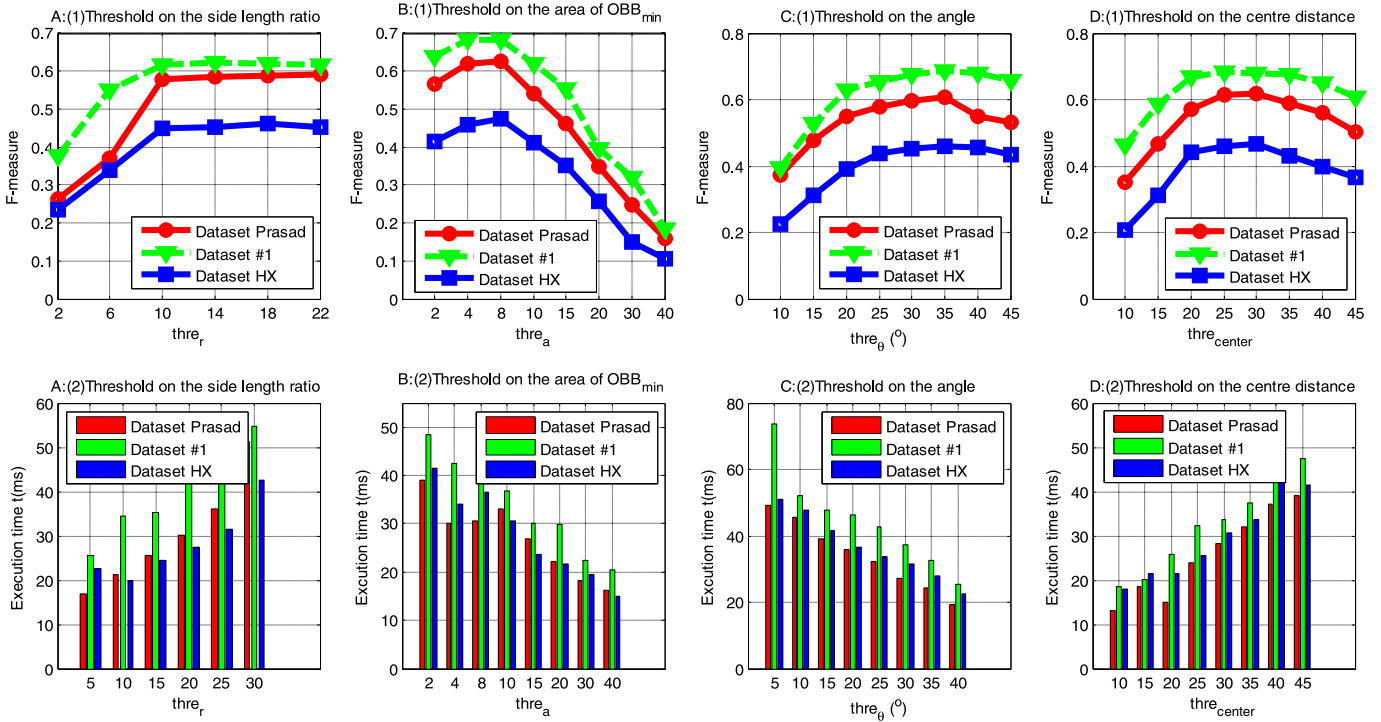 A:(1)Threshold on the side length ratio
F-measure
0.7
0.6
0.5
0.4
0.3
0.2
0.1
0
Dataset Prasad
Dataset #1
Dataset HX
2 6 10 14 18 22
thre_r
B:(1)Threshold on the area of OBB_min
F-measure
0.7
0.6
0.5
0.4
0.3
0.2
0.1
0
Dataset Prasad
Dataset #1
Dataset HX
2 4 8 10 15 20 30 40
thre_a
C:(1)Threshold on the angle
F-measure
0.8
0.6
0.4
0.2
0
Dataset Prasad
Dataset #1
Dataset HX
10 15 20 25 30 35 40 45
thre_θ (°)
D:(1)Threshold on the centre distance
F-measure
0.8
0.6
0.4
0.2
0
Dataset Prasad
Dataset #1
Dataset HX
10 15 20 25 30 35 40 45
thre_center
A:(2)Threshold on the side length ratio
Execution time t(ms)
60
50
40
30
20
10
0
Dataset Prasad
Dataset #1
Dataset HX
5 10 15 20 25 30
thre_r
B:(2)Threshold on the area of OBB_min
Excution time t(ms)
50
40
30
20
10
0
Dataset Prasad
Dataset #1
Dataset HX
2 4 8 10 15 20 30 40
thre_a
C:(2)Threshold on the angle
Excution time t(ms)
80
60
40
20
0
Dataset Prasad
Dataset #1
Dataset HX
5 10 15 20 25 30 35 40
thre_θ (°)
D:(2)Threshold on the centre distance
Excution time t(ms)
60
50
40
30
20
10
0
Dataset Prasad
Dataset #1
Dataset HX
10 15 20 25 30 35 40 45
thre_center